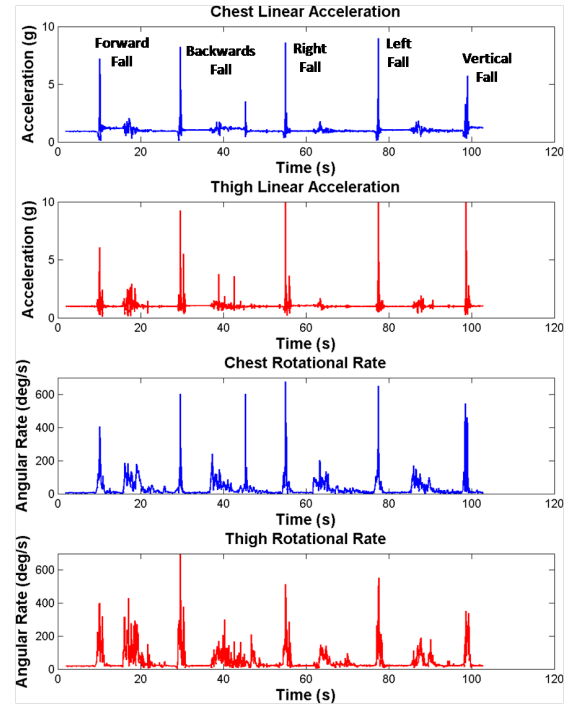 Chest Linear Acceleration
Acceleration (g)
10
5
0
Forward
Fall
Backwards
Fall
Right
Fall
Left
Fall
Vertical
Fall
0 20 40 60 80 100 120
Time (s)
Thigh Linear Acceleration
Acceleration (g)
10
5
0
0 20 40 60 80 100 120
Time (s)
Chest Rotational Rate
Angular Rate (deg/s)
600
400
200
0
0 20 40 60 80 100 120
Time (s)
Thigh Rotational Rate
Angular Rate (deg/s)
600
400
200
0
0 20 40 60 80 100 120
Time (s)